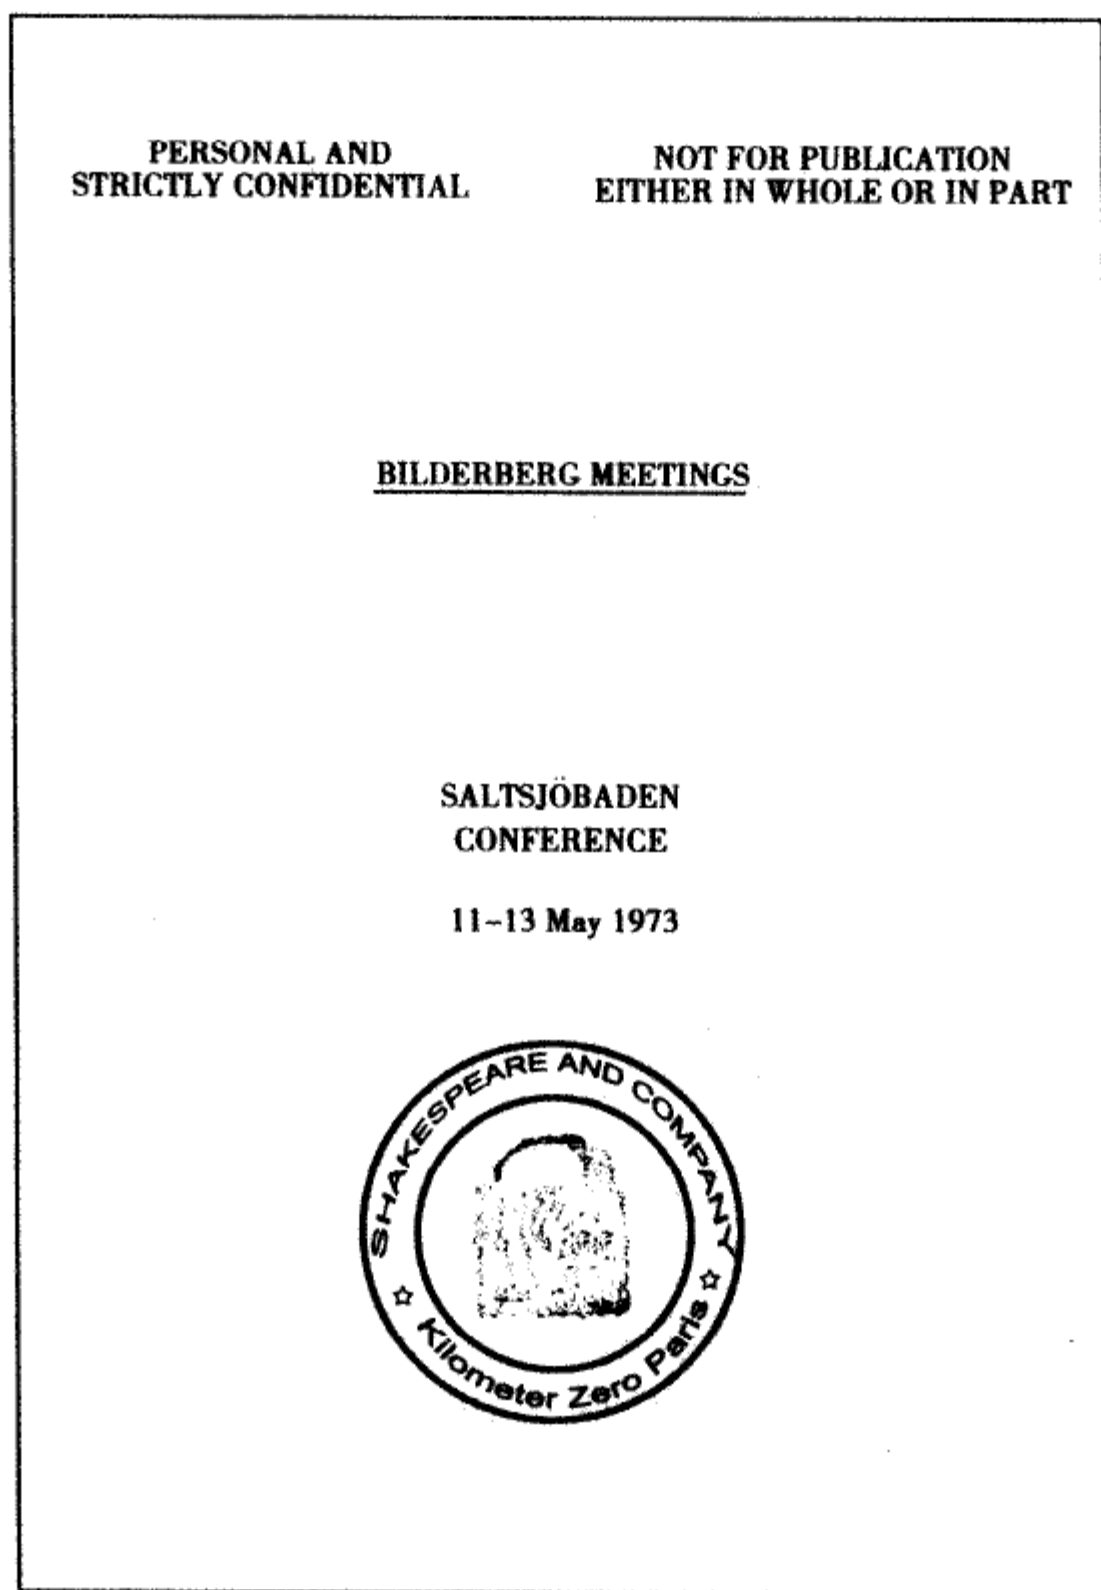 PERSONAL AND
STRICTLY CONFIDENTIAL
NOT FOR PUBLICATION
EITHER IN WHOLE OR IN PART
BILDERBERG MEETINGS
SALTSJÖBADEN
CONFERENCE
11–13 May 1973
SHAKESPEARE AND COMPANY
☆ Kilometer Zero Paris ☆